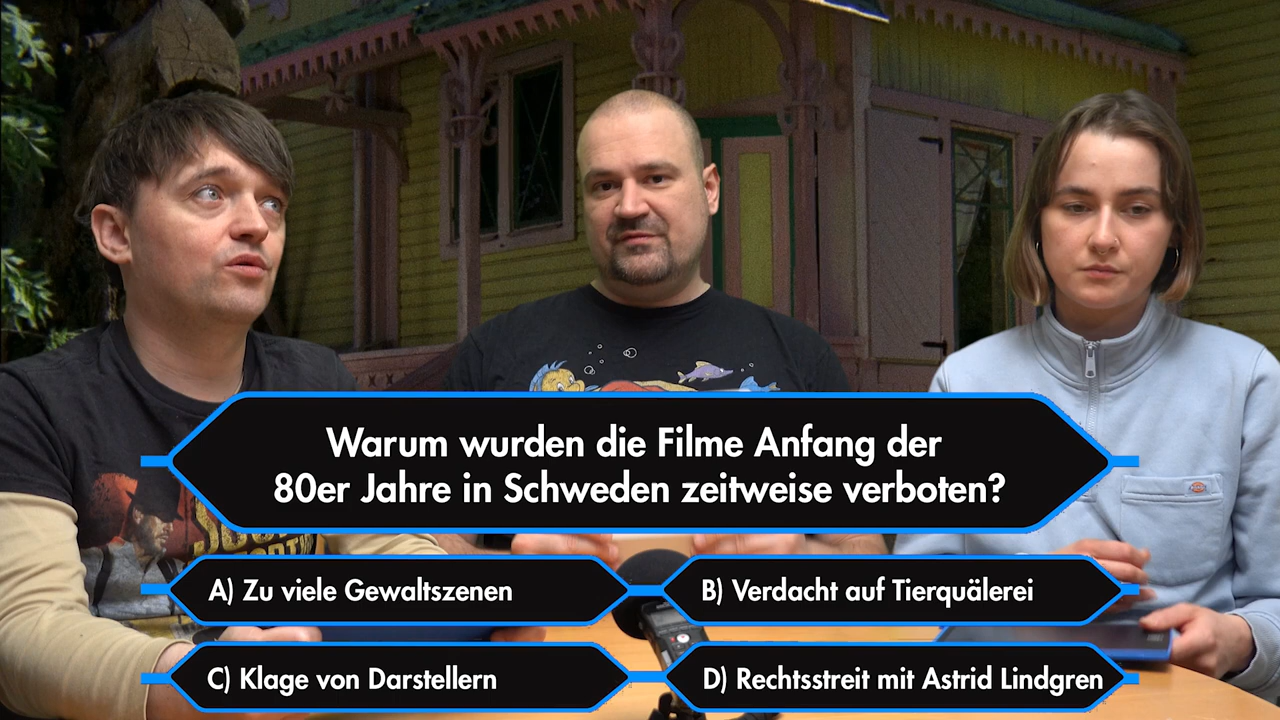 Warum wurden die Filme Anfang der
80er Jahre in Schweden zeitweise verboten?
A) Zu viele Gewaltszenen
B) Verdacht auf Tierquälerei
C) Klage von Darstellern
D) Rechtsstreit mit Astrid Lindgren